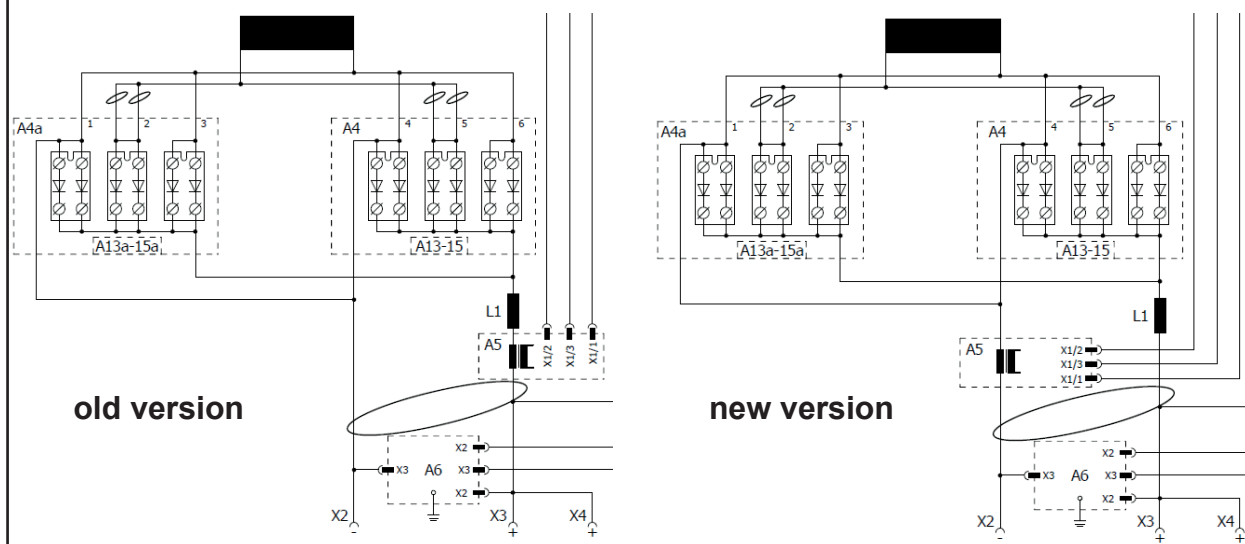 A4a 1 2 3 A4 4 5 6
A13a-15a A13-15
L1
A5 X1/2 X1/3 X1/1
old version
X2
X3 A6 X3
X2
X2 X3 X4
- + +
A4a 1 2 3 A4 4 5 6
A13a-15a A13-15
L1
A5 X1/2
X1/3
X1/1
new version
X2
X3 A6 X3
X2
X2 X3 X4
- + +